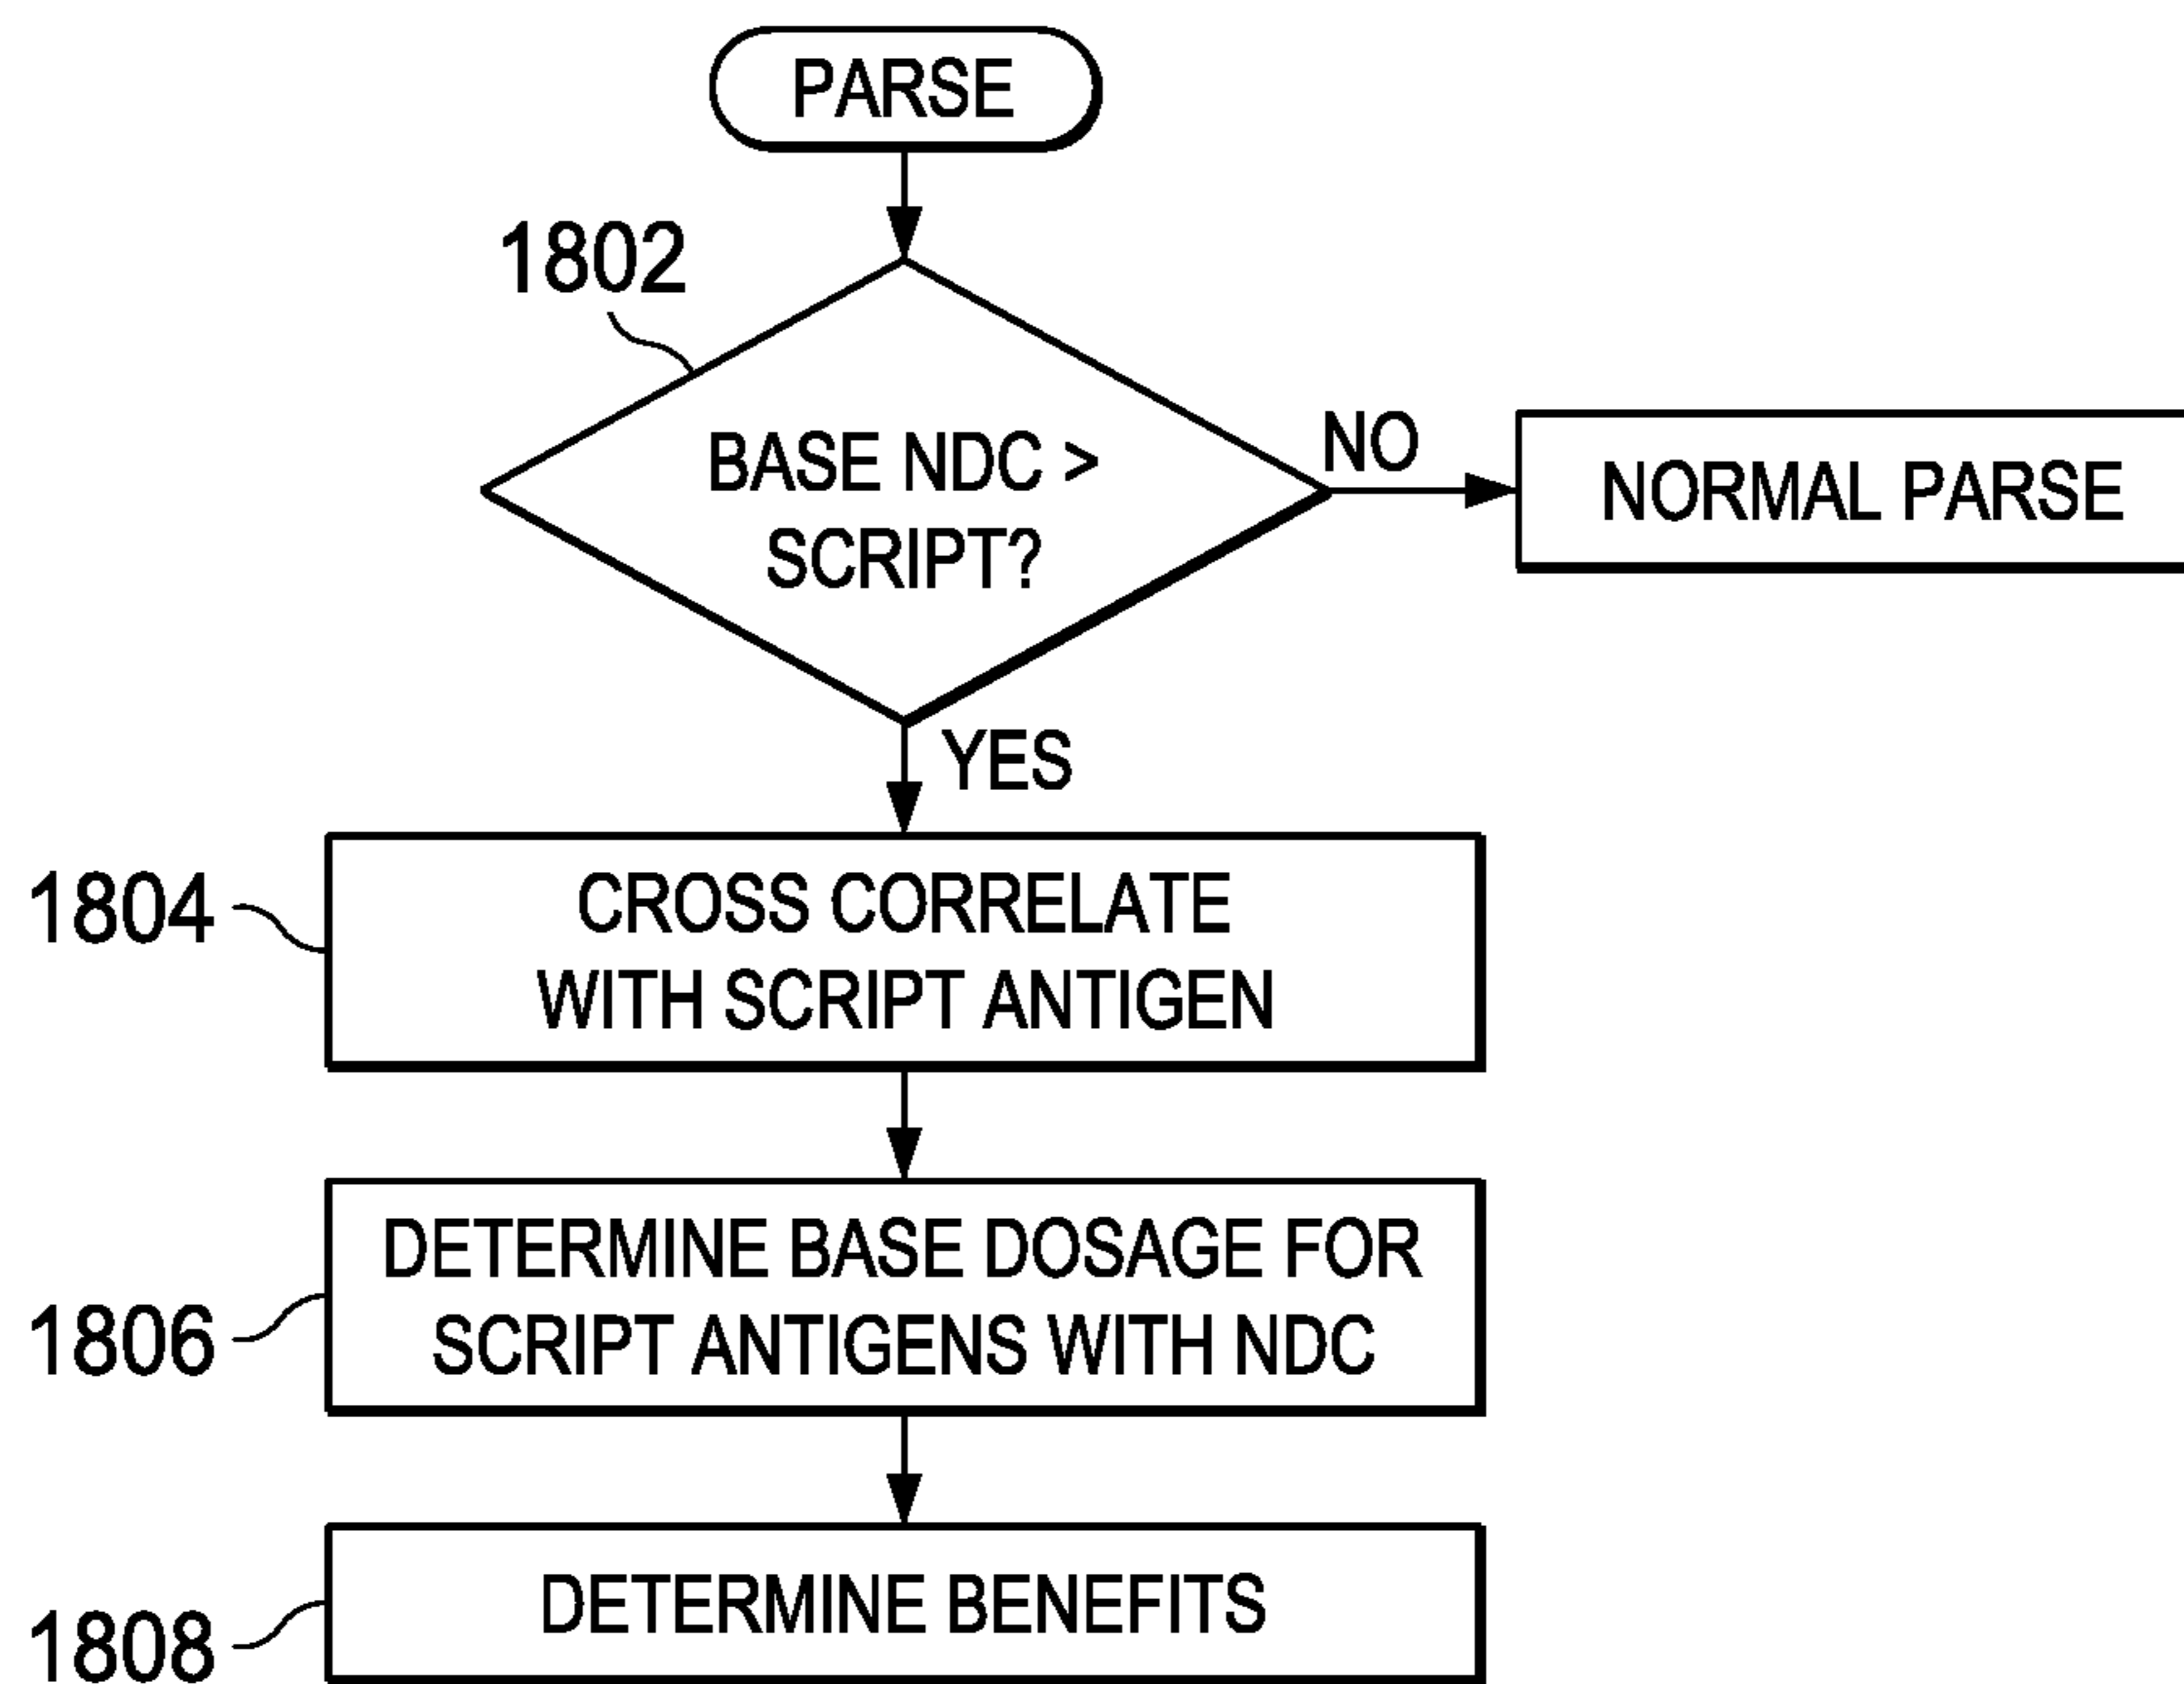 PARSE
1802
BASE NDC >
SCRIPT?
NO
NORMAL PARSE
YES
1804
CROSS CORRELATE
WITH SCRIPT ANTIGEN
1806
DETERMINE BASE DOSAGE FOR
SCRIPT ANTIGENS WITH NDC
1808
DETERMINE BENEFITS